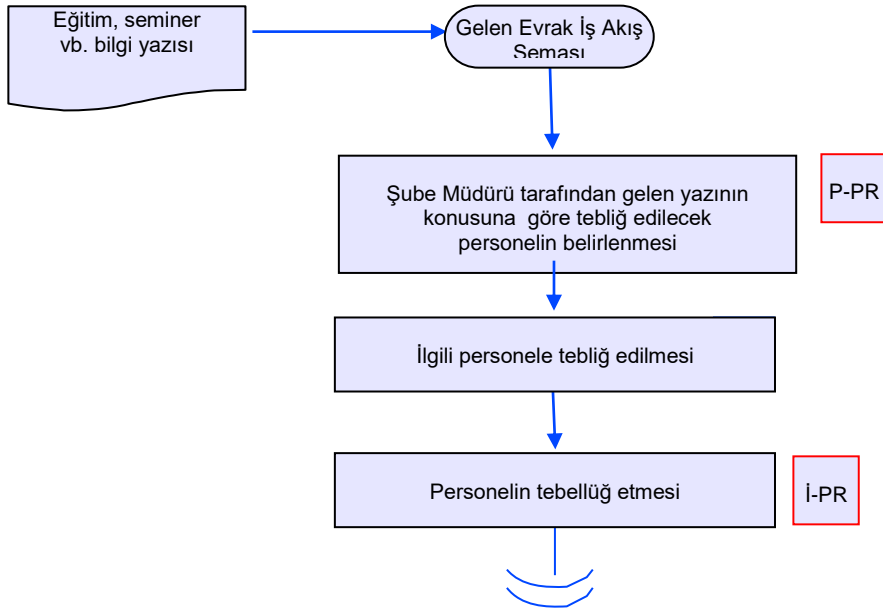 Eğitim, seminer
vb. bilgi yazısı
Gelen Evrak İş Akış
Seması
Şube Müdürü tarafından gelen yazının
konusuna göre tebliğ edilecek
personelin belirlenmesi
P-PR
İlgili personele tebliğ edilmesi
Personelin tebellüğ etmesi
İ-PR